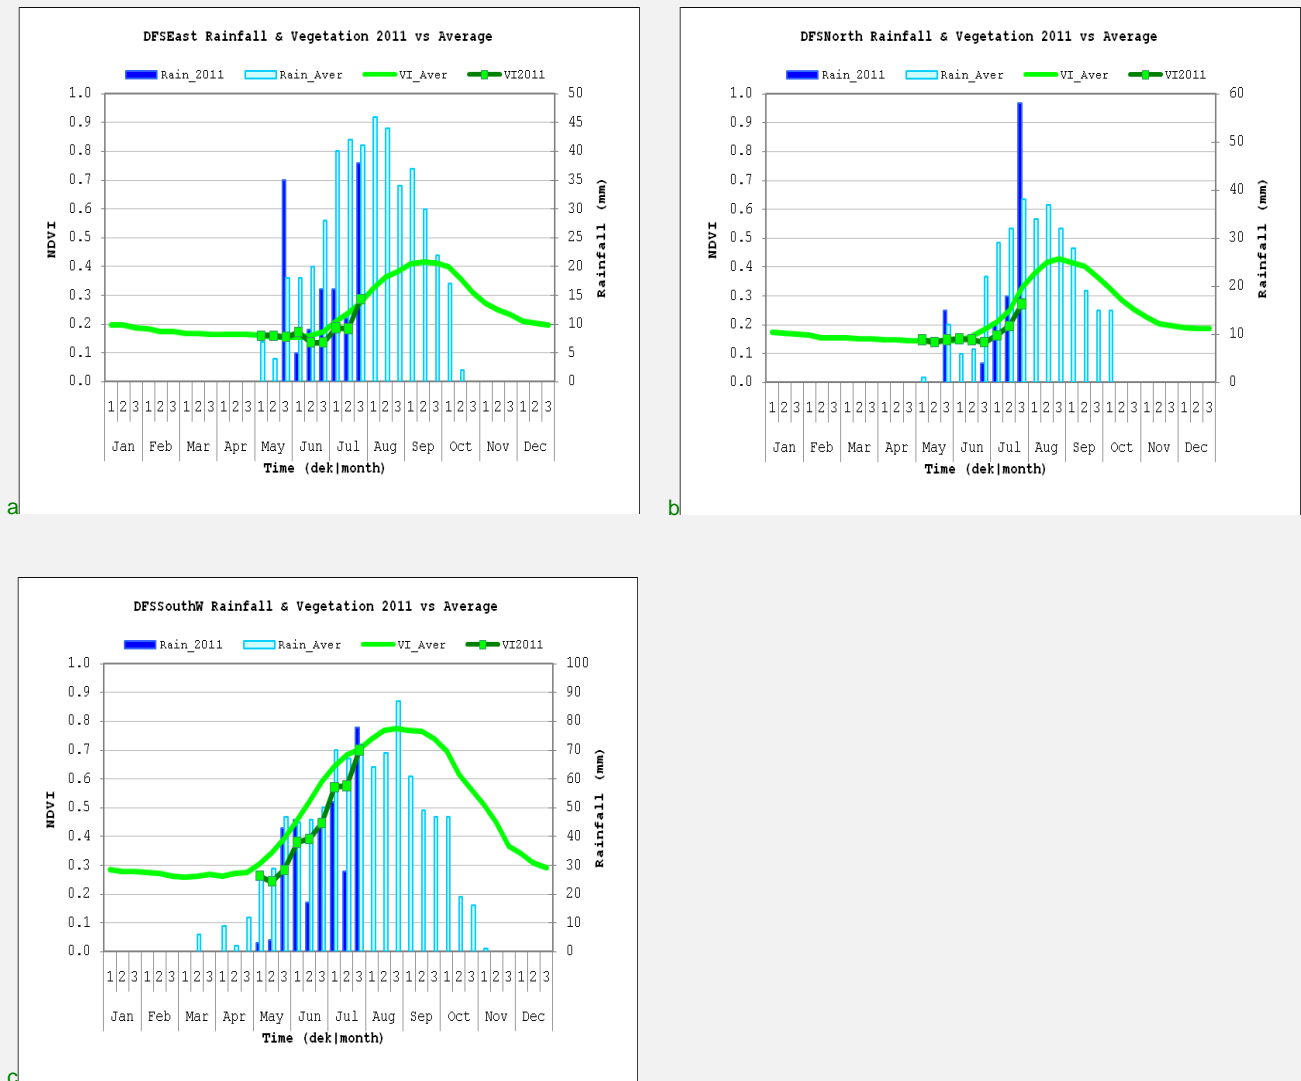 DFSEast Rainfall & Vegetation 2011 vs Average
Rain_2011 Rain_Aver VI_Aver VI2011
1.0 50
0.9 45
0.8 40
0.7 35
0.6 30
0.5 25
0.4 20
0.3 15
0.2 10
0.1 5
0.0 0
NDVI
Rainfall (mm)
1 2 3 1 2 3 1 2 3 1 2 3 1 2 3 1 2 3 1 2 3 1 2 3 1 2 3 1 2 3 1 2 3 1 2 3
Jan Feb Mar Apr May Jun Jul Aug Sep Oct Nov Dec
Time (dek|month)
a
DFSNorth Rainfall & Vegetation 2011 vs Average
Rain_2011 Rain_Aver VI_Aver VI2011
1.0 60
0.9
0.8 50
0.7
0.6 40
0.5 30
0.4
0.3 20
0.2
0.1 10
0.0 0
NDVI
Rainfall (mm)
1 2 3 1 2 3 1 2 3 1 2 3 1 2 3 1 2 3 1 2 3 1 2 3 1 2 3 1 2 3 1 2 3 1 2 3
Jan Feb Mar Apr May Jun Jul Aug Sep Oct Nov Dec
Time (dek|month)
b
DFSSouthW Rainfall & Vegetation 2011 vs Average
Rain_2011 Rain_Aver VI_Aver VI2011
1.0 100
0.9 90
0.8 80
0.7 70
0.6 60
0.5 50
0.4 40
0.3 30
0.2 20
0.1 10
0.0 0
NDVI
Rainfall (mm)
1 2 3 1 2 3 1 2 3 1 2 3 1 2 3 1 2 3 1 2 3 1 2 3 1 2 3 1 2 3 1 2 3 1 2 3
Jan Feb Mar Apr May Jun Jul Aug Sep Oct Nov Dec
Time (dek|month)
c